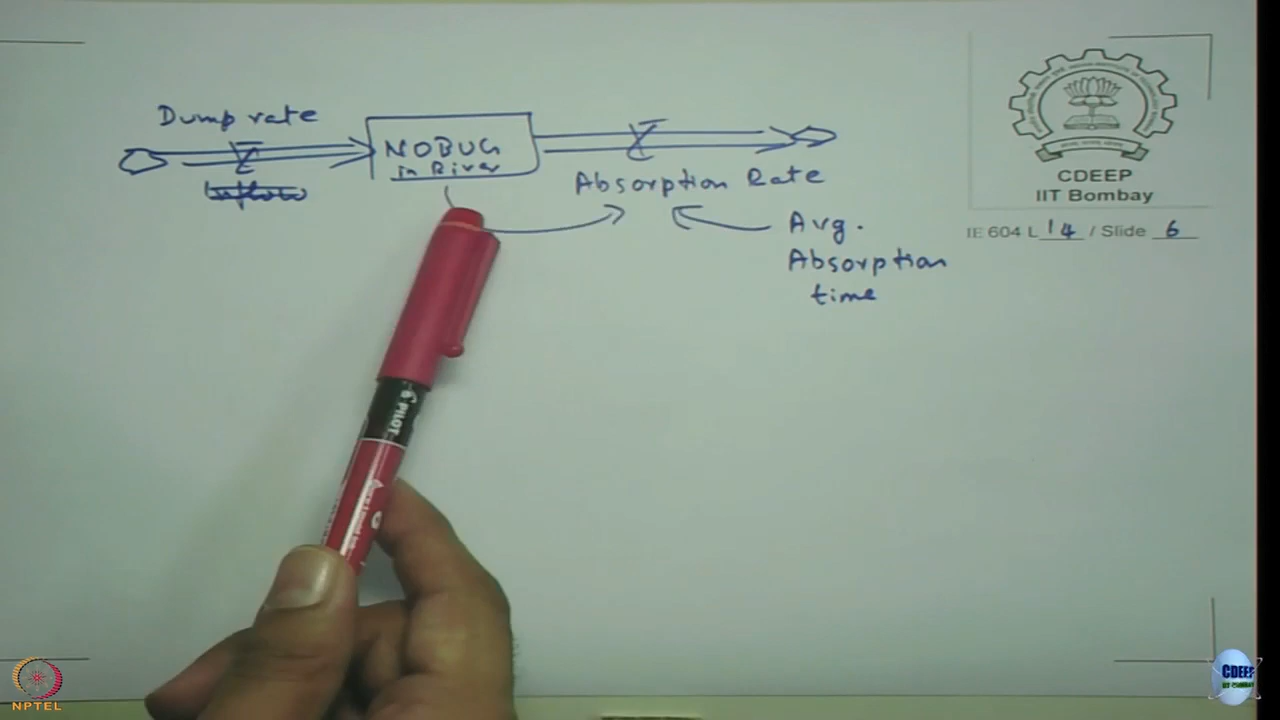 Dump rate
Inflow
NOBUG
in River
Absorption Rate
Avg.
Absorption
time
CDEEP
IIT Bombay
IE 604 L 14 / Slide 6
PILOT
NPTEL
CDEEP